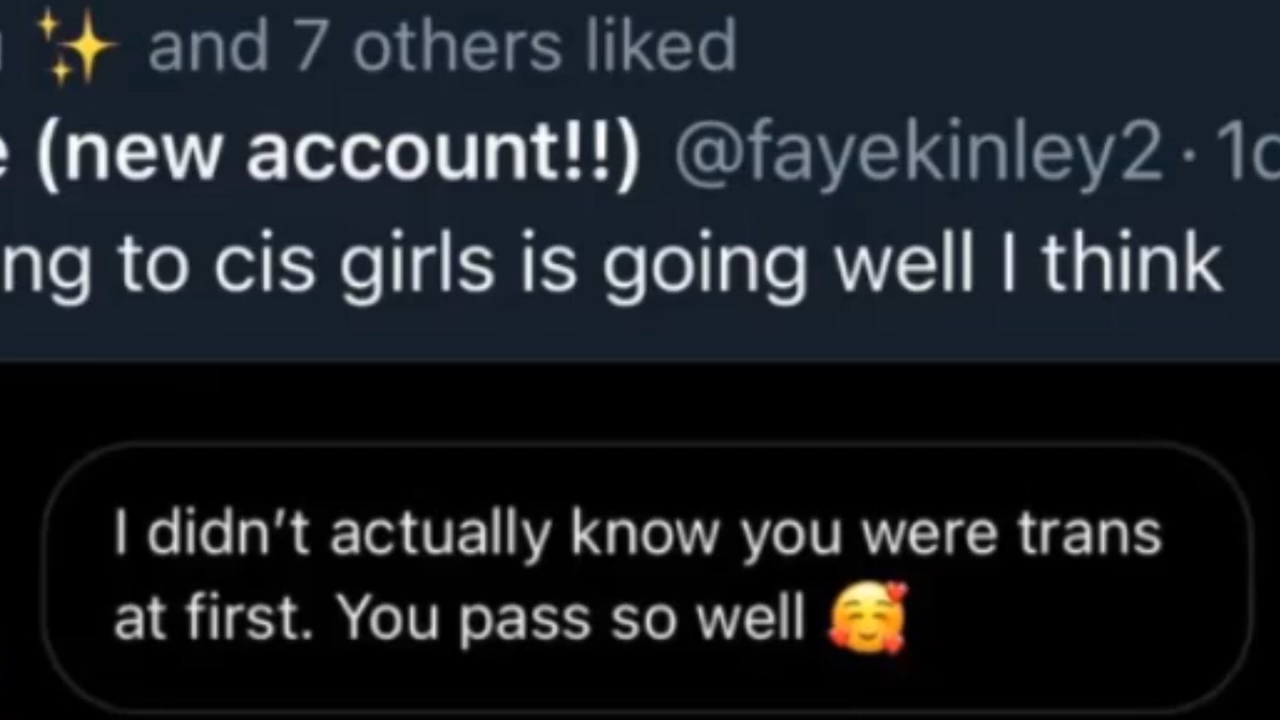 ✨ and 7 others liked
(new account!!) @fayekinley2 · 1d
ng to cis girls is going well I think
I didn't actually know you were trans
at first. You pass so well 🥰